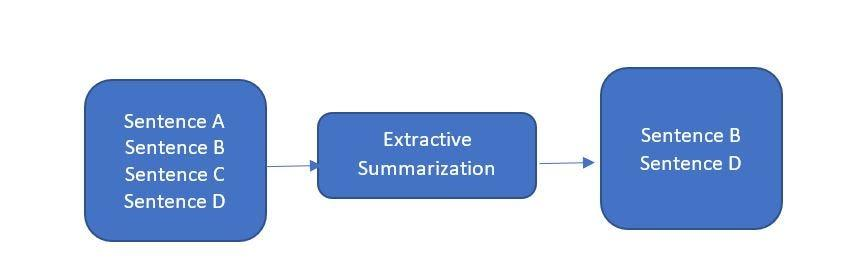 Sentence A
Sentence B
Sentence C
Sentence D
Extractive
Summarization
Sentence B
Sentence D